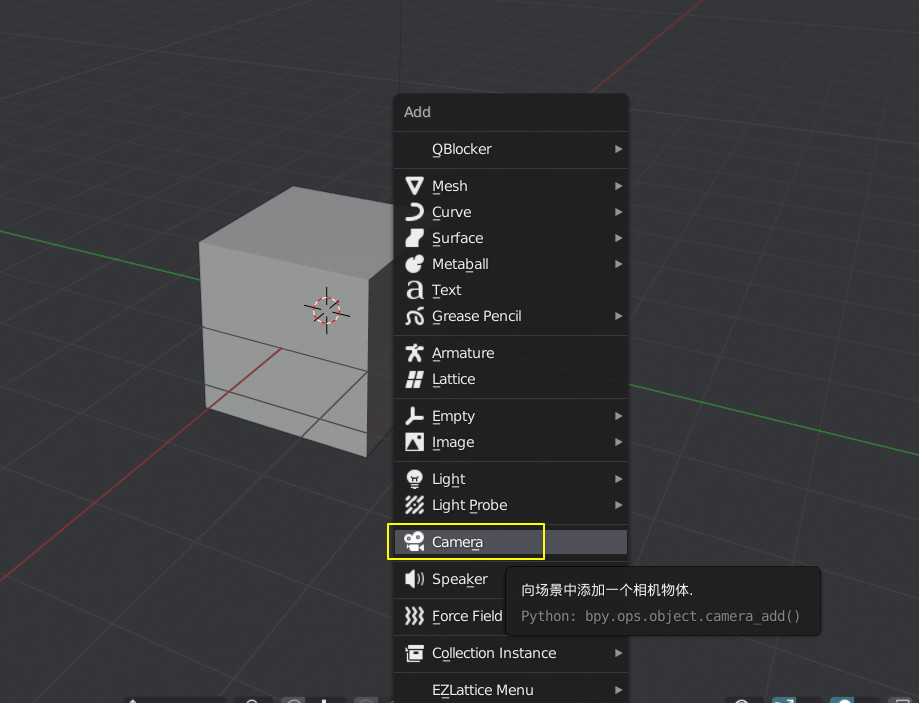 Add
QBlocker
Mesh
Curve
Surface
Metaball
Text
Grease Pencil
Armature
Lattice
Empty
Image
Light
Light Probe
Camera
Speaker
向场景中添加一个相机物体.
Python: bpy.ops.object.camera_add()
Force Field
Collection Instance
EZLattice Menu